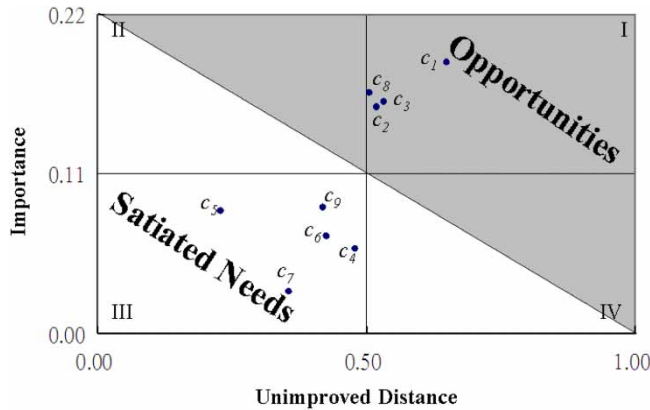 0.22
II
I
Opportunities
c1
c8
c3
c2
0.11
Importance
Satiated Needs
c5
c9
c6
c4
c7
III
IV
0.00
0.00
0.50
1.00
Unimproved Distance